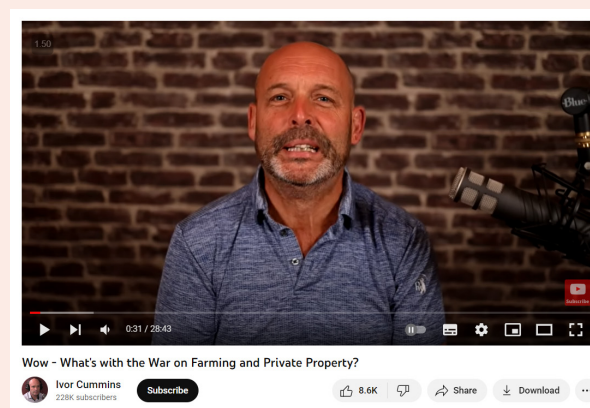 1.50
Blue
Subscribe
0:31 / 28:43
Wow - What's with the War on Farming and Private Property?
Ivor Cummins
228K subscribers
Subscribe
8.6K
Share
Download